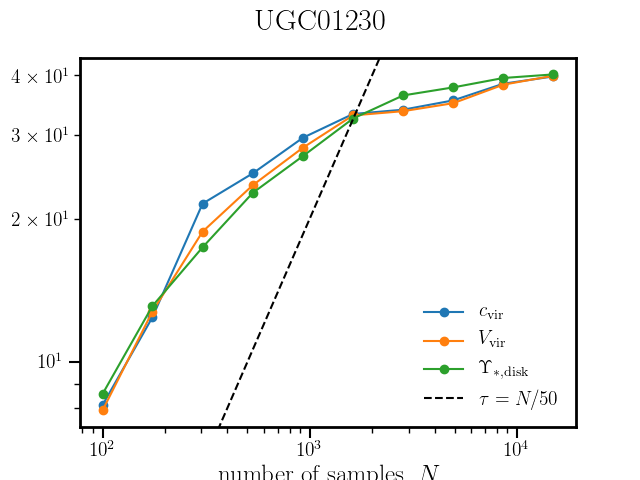 UGC01230
4 × 10¹
3 × 10¹
2 × 10¹
10¹
c_vir
V_vir
ϒ_{*,disk}
τ = N/50
10² 10³ 10⁴
number of samples, N